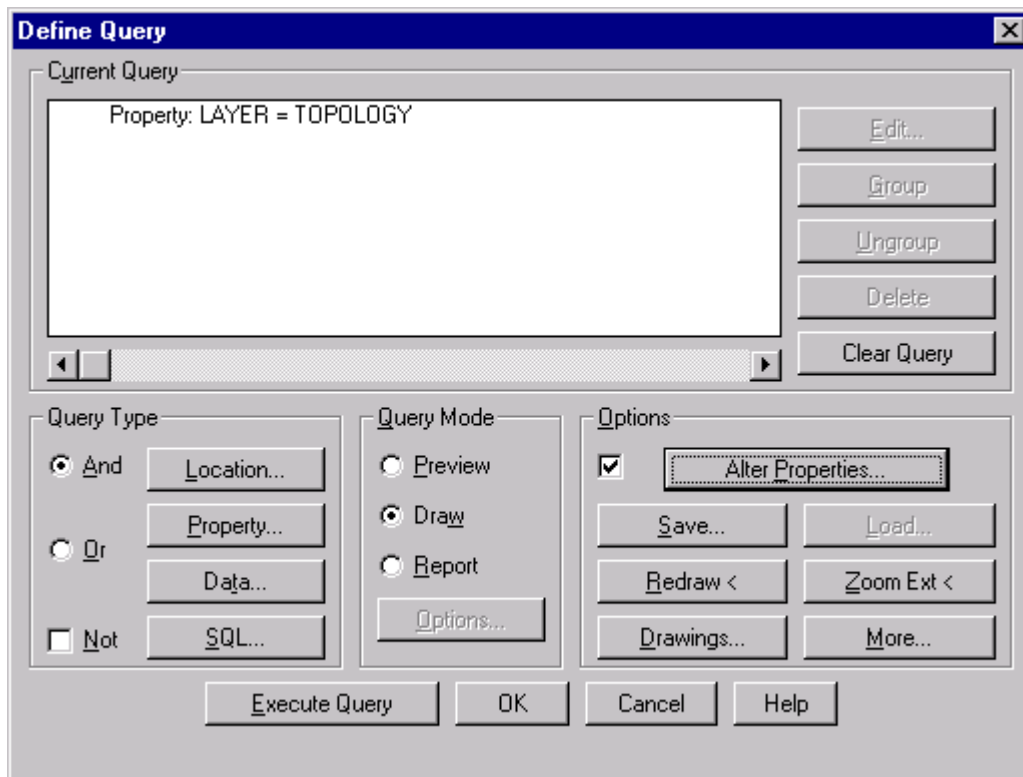 Define Query
Current Query
Property: LAYER = TOPOLOGY
Edit...
Group
Ungroup
Delete
Clear Query
Query Type
And
Location...
Property...
Or
Data...
Not
SQL...
Query Mode
Preview
Draw
Report
Options...
Options
Alter Properties...
Save...
Load...
Redraw <
Zoom Ext <
Drawings...
More...
Execute Query
OK
Cancel
Help